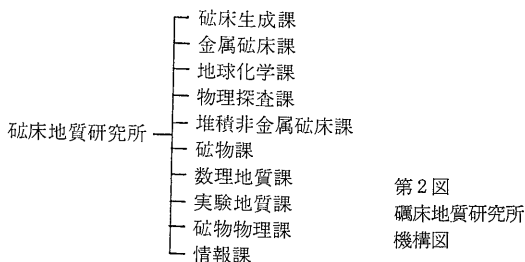 砿床生成課
金属砿床課
地球化学課
物理探査課
砿床地質研究所
堆積非金属砿床課
砿物課
数理地質課
実験地質課
砿物物理課
情報課
第2図
礦床地質研究所
機構図